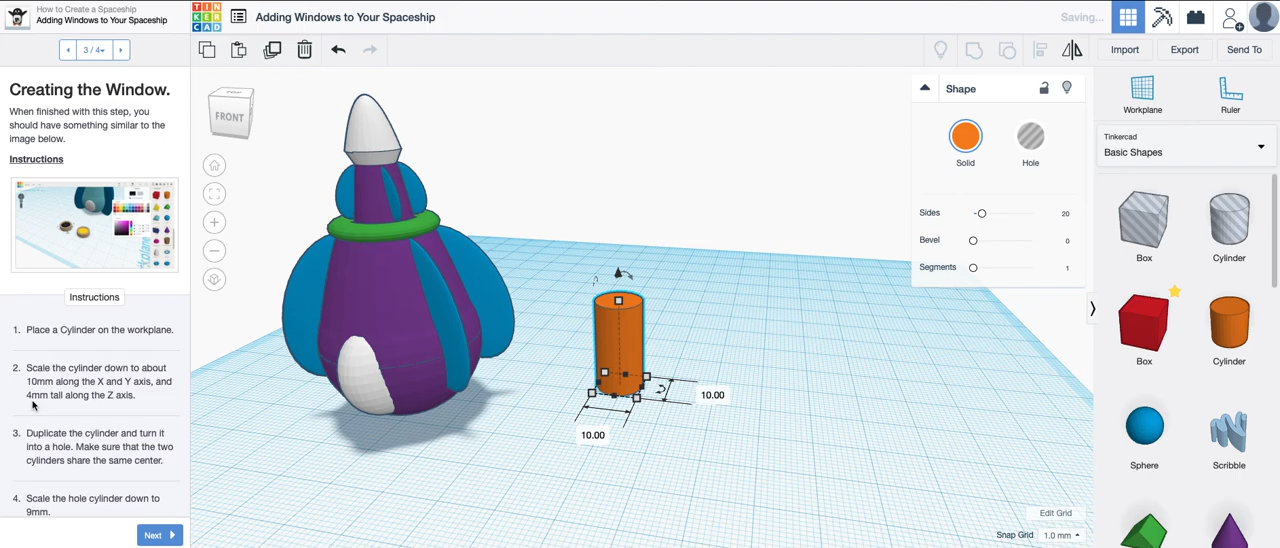 How to Create a Spaceship
Adding Windows to Your Spaceship
TIN
KER
CAD
Adding Windows to Your Spaceship
Saving...
3 / 4
Import
Export
Send To
Creating the Window.
When finished with this step, you
should have something similar to the
image below.
Instructions
Instructions
1. Place a Cylinder on the workplane.
2. Scale the cylinder down to about
10mm along the X and Y axis, and
4mm tall along the Z axis.
3. Duplicate the cylinder and turn it
into a hole. Make sure that the two
cylinders share the same center.
4. Scale the hole cylinder down to
9mm.
Next
TOP
FRONT
10.00
10.00
Shape
Solid
Hole
Sides
20
Bevel
0
Segments
1
Edit Grid
Snap Grid
1.0 mm
Workplane
Ruler
Tinkercad
Basic Shapes
Box
Cylinder
Box
Cylinder
Sphere
Scribble